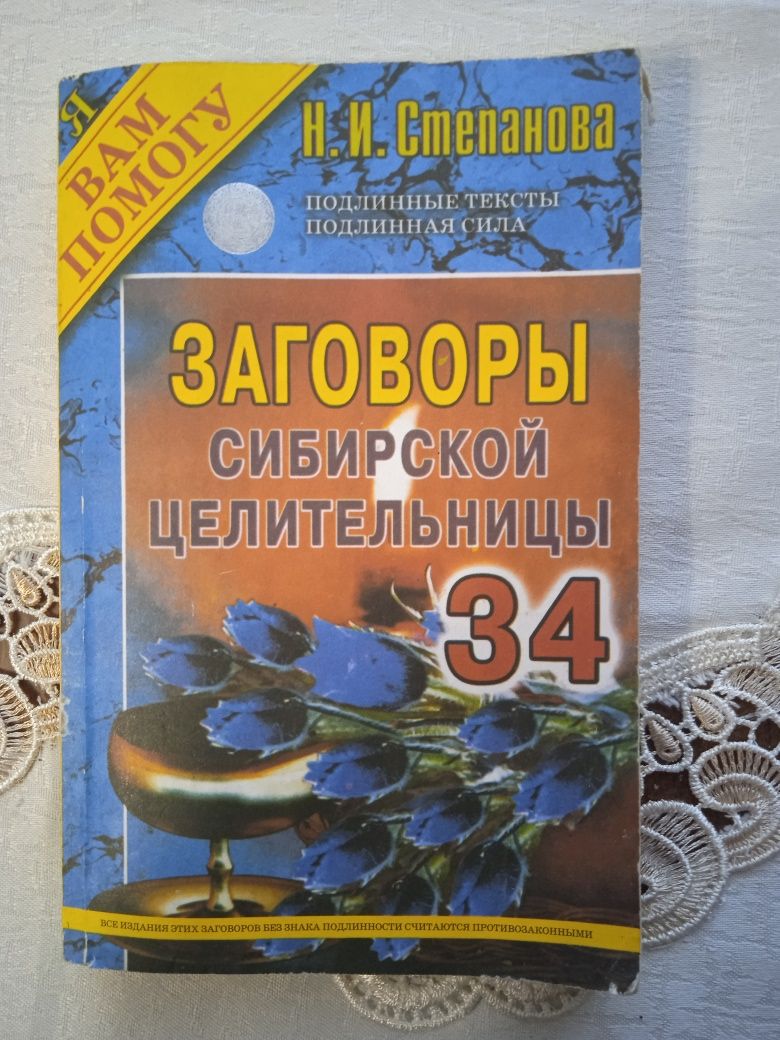 Я
ВАМ
ПОМОГУ
Н. И. Степанова
ПОДЛИННЫЕ ТЕКСТЫ
ПОДЛИННАЯ СИЛА
ЗАГОВОРЫ
СИБИРСКОЙ
ЦЕЛИТЕЛЬНИЦЫ
34
ВСЕ ИЗДАНИЯ ЭТИХ ЗАГОВОРОВ БЕЗ ЗНАКА ПОДЛИННОСТИ СЧИТАЮТСЯ ПРОТИВОЗАКОННЫМИ